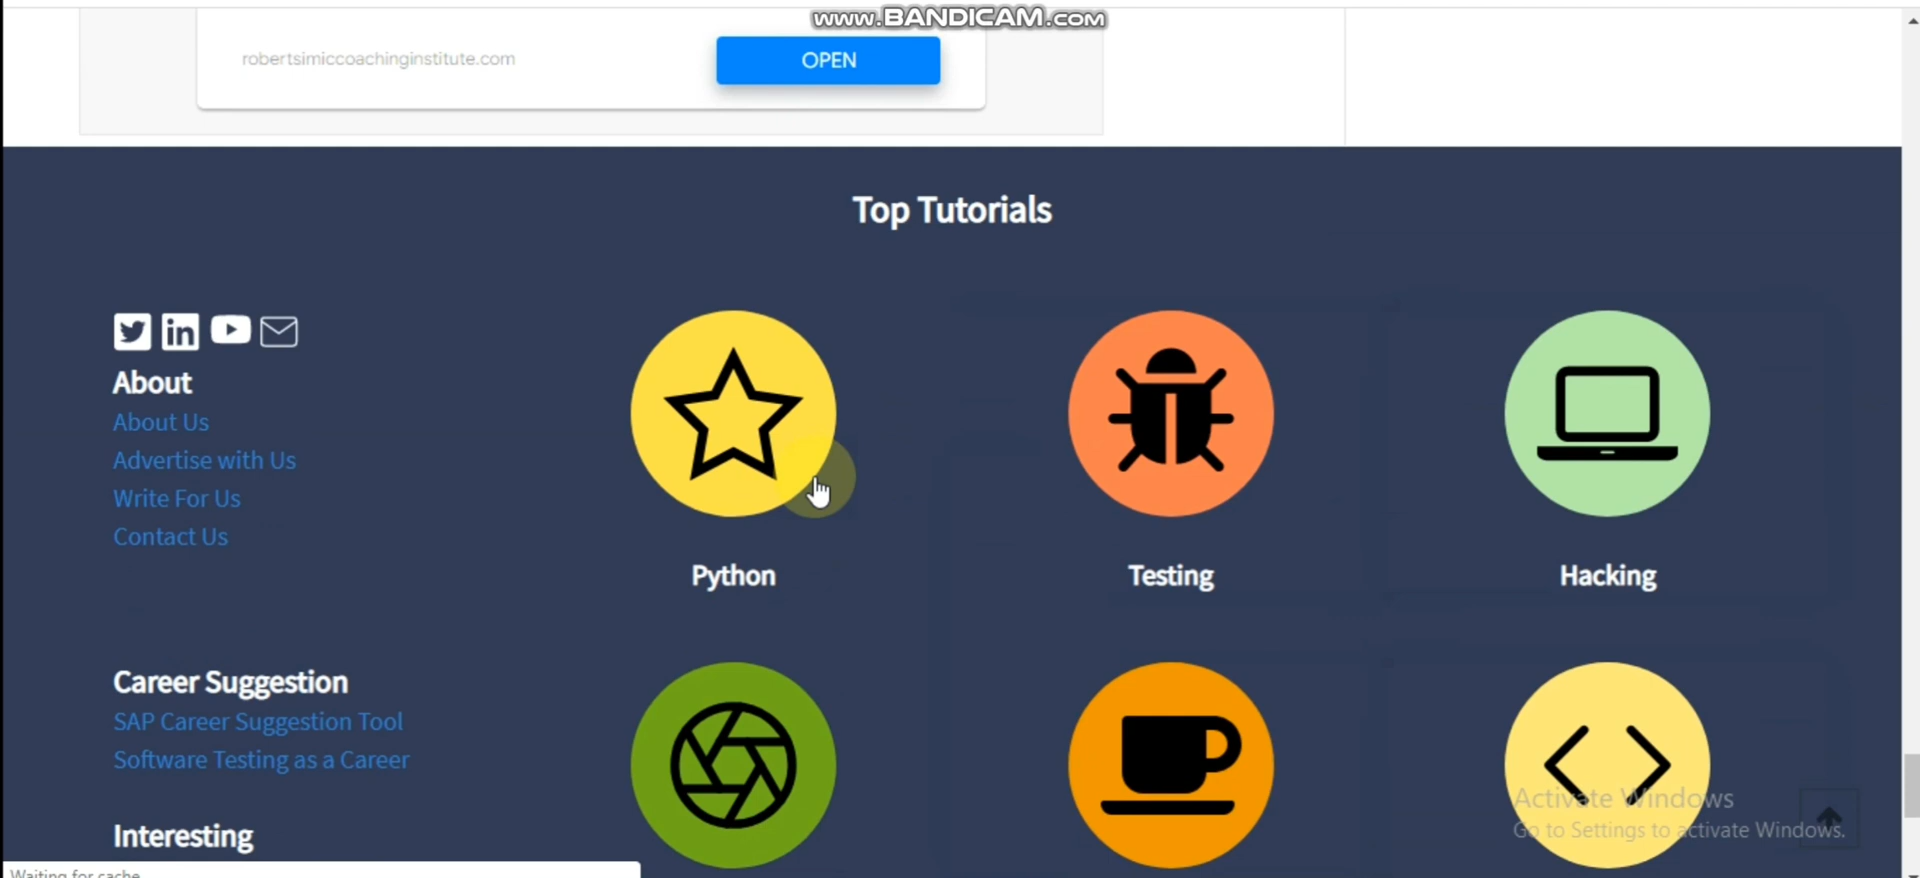 www.BANDICAM.com
robertsimiccoachinginstitute.com
OPEN
Top Tutorials
in
About
About Us
Advertise with Us
Write For Us
Contact Us
Python
Testing
Hacking
Career Suggestion
SAP Career Suggestion Tool
Software Testing as a Career
Interesting
Activate Windows
Go to Settings to activate Windows.
Waiting for cache